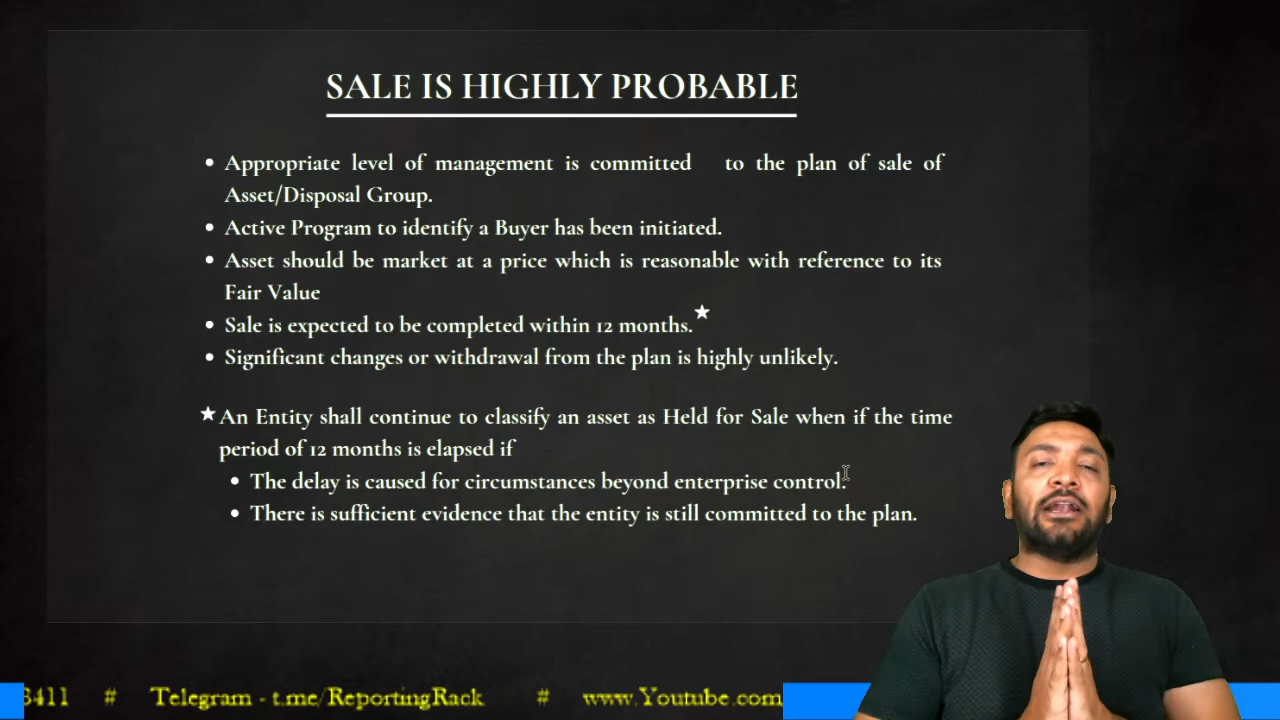 SALE IS HIGHLY PROBABLE
• Appropriate level of management is committed to the plan of sale of
Asset/Disposal Group.
• Active Program to identify a Buyer has been initiated.
• Asset should be market at a price which is reasonable with reference to its
Fair Value
• Sale is expected to be completed within 12 months.★
• Significant changes or withdrawal from the plan is highly unlikely.
★ An Entity shall continue to classify an asset as Held for Sale when if the time
period of 12 months is elapsed if
• The delay is caused for circumstances beyond enterprise control.
• There is sufficient evidence that the entity is still committed to the plan.
8411 # Telegram - t.me/ReportingRack # www.Youtube.com